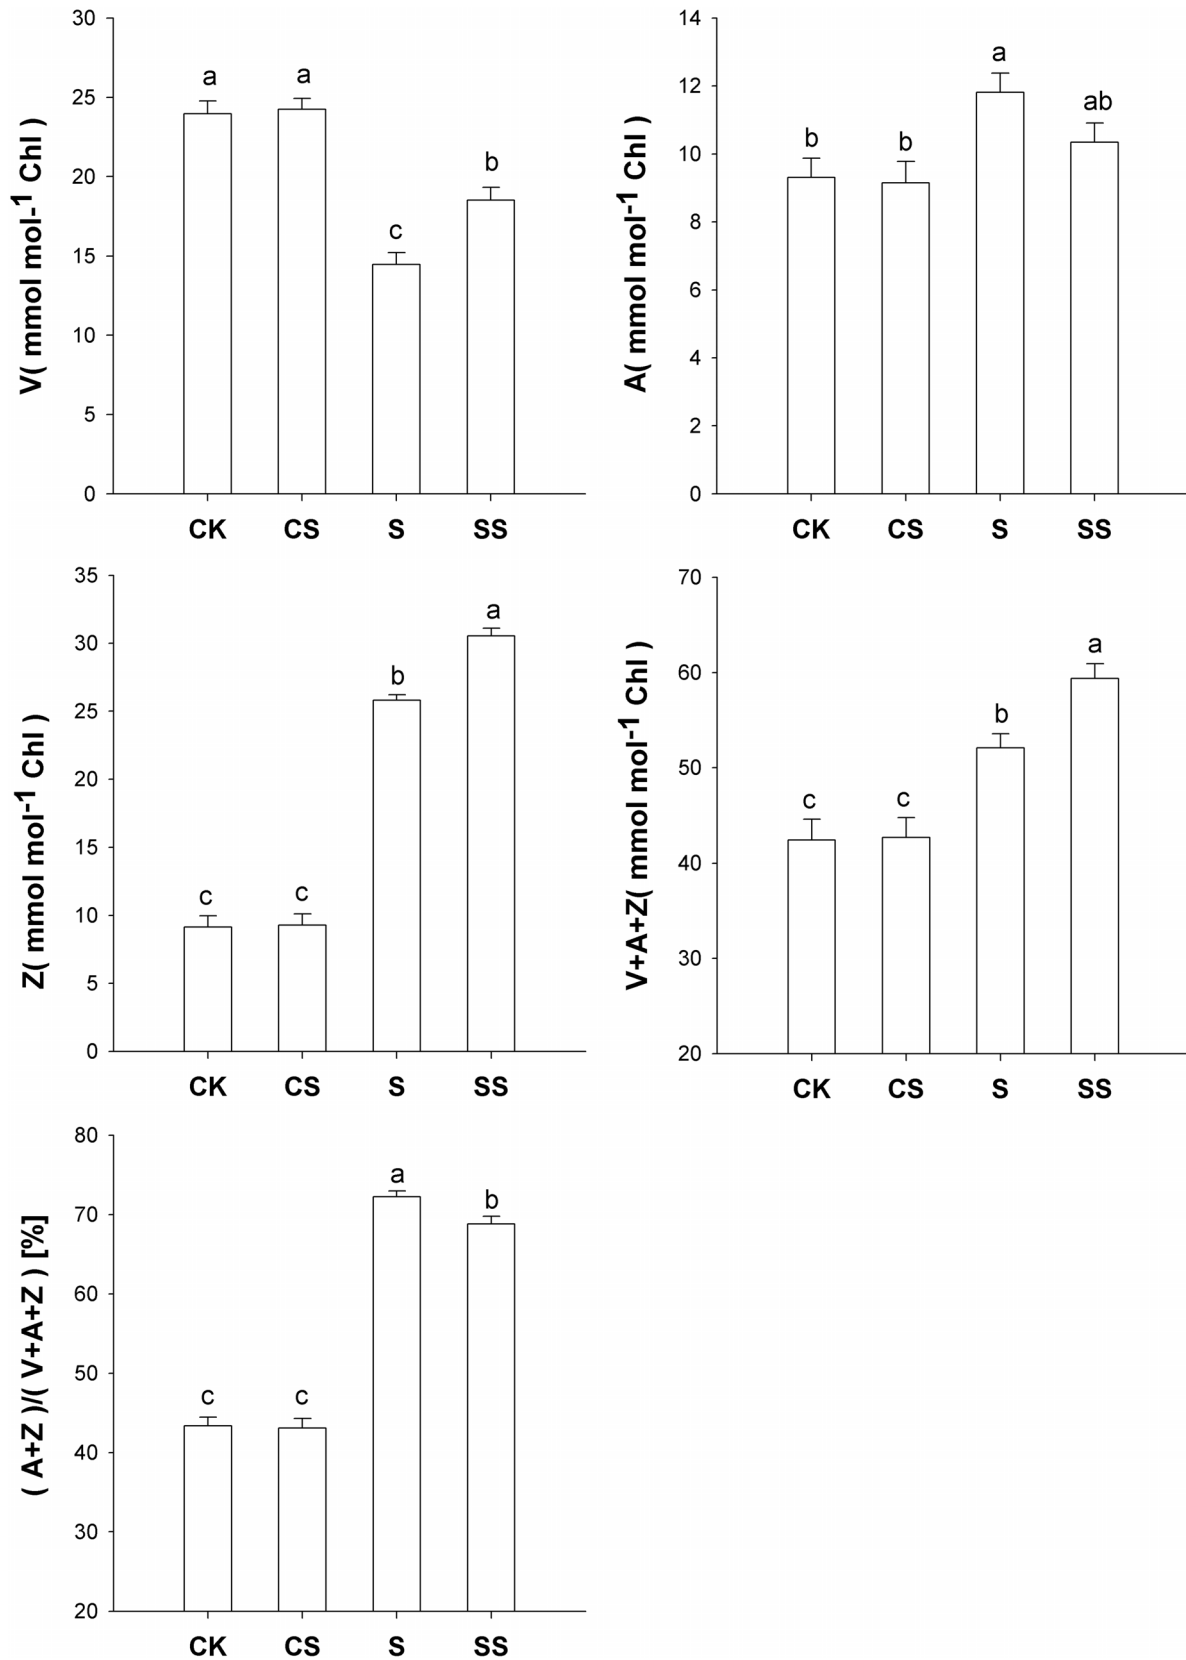 V( mmol mol-1 Chl )
30
25
20
15
10
5
0
a
a
c
b
CK CS S SS
A( mmol mol-1 Chl )
14
12
10
8
6
4
2
0
b
b
a
ab
CK CS S SS
Z( mmol mol-1 Chl )
35
30
25
20
15
10
5
0
c
c
b
a
CK CS S SS
V+A+Z( mmol mol-1 Chl )
70
60
50
40
30
20
c
c
b
a
CK CS S SS
( A+Z )/( V+A+Z ) [%]
80
70
60
50
40
30
20
c
c
a
b
CK CS S SS